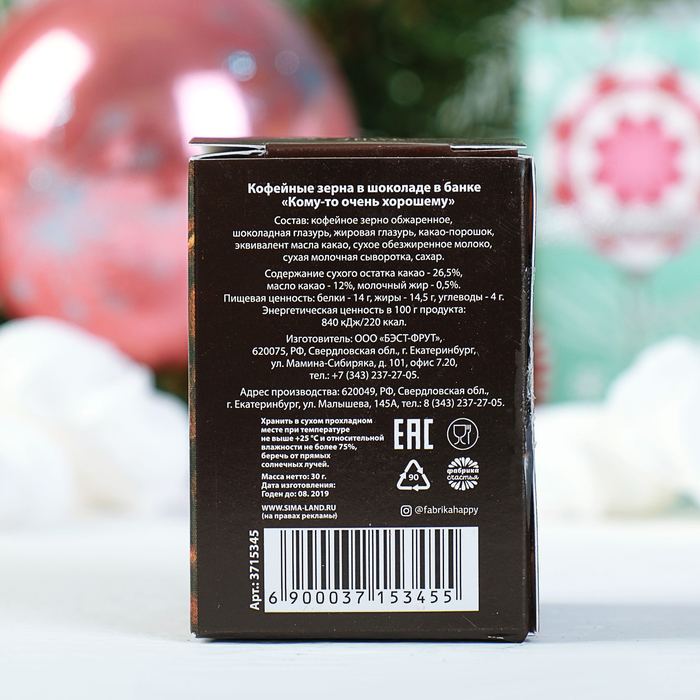 Кофейные зерна в шоколаде в банке
«Кому-то очень хорошему»
Состав: кофейное зерно обжаренное,
шоколадная глазурь, жировая глазурь, какао-порошок,
эквивалент масла какао, сухое обезжиренное молоко,
сухая молочная сыворотка, сахар.
Содержание сухого остатка какао - 26,5%,
масло какао - 12%, молочный жир - 0,5%.
Пищевая ценность: белки - 14 г, жиры - 14,5 г, углеводы - 4 г.
Энергетическая ценность в 100 г продукта:
840 кДж/220 ккал.
Изготовитель: ООО «БЭСТ-ФРУТ»,
620075, РФ, Свердловская обл., г. Екатеринбург,
ул. Мамина-Сибиряка, д. 101, офис 7.20,
тел.: +7 (343) 237-27-05.
Адрес производства: 620049, РФ, Свердловская обл.,
г. Екатеринбург, ул. Малышева, 145А, тел.: 8 (343) 237-27-05.
Хранить в сухом прохладном
месте при температуре
не выше +25 °С и относительной
влажности не более 75%,
беречь от прямых
солнечных лучей.
EAC
Масса нетто: 30 г.
Дата изготовления:
Годен до: 08. 2019
90
фабрика
счастья
WWW.SIMA-LAND.RU
(на правах рекламы)
@fabrikahappy
Арт.: 3715345
6 900037 153455